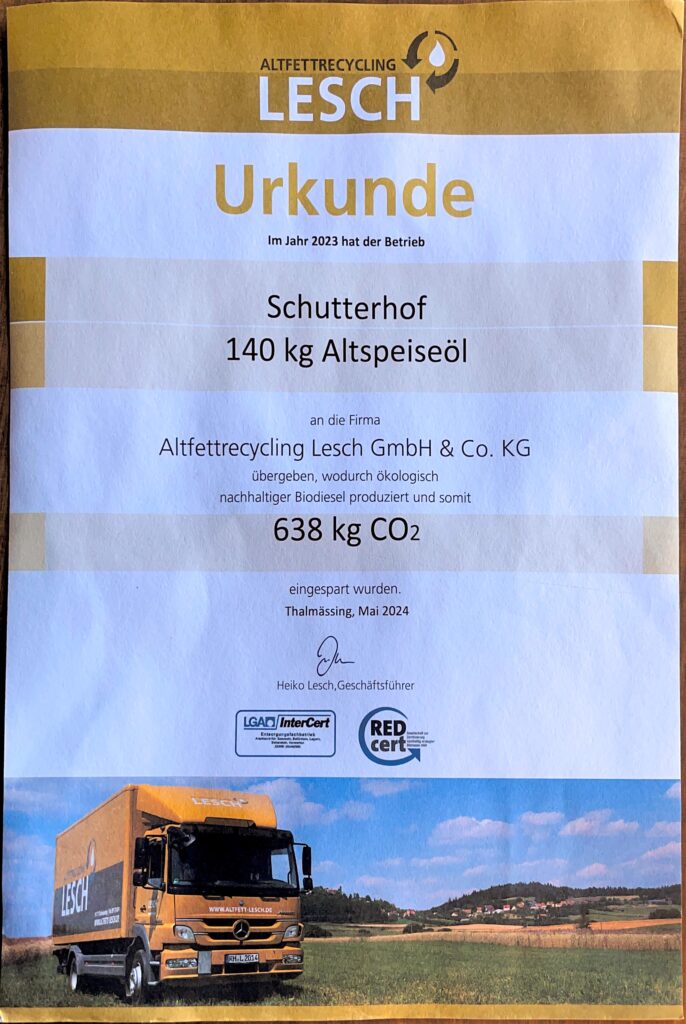 ALTFETTRECYCLING
LESCH
Urkunde
Im Jahr 2023 hat der Betrieb
Schutterhof
140 kg Altspeiseöl
an die Firma
Altfettrecycling Lesch GmbH & Co. KG
übergeben, wodurch ökologisch
nachhaltiger Biodiesel produziert und somit
638 kg CO2
eingespart wurden.
Thalmässing, Mai 2024
Heiko Lesch,Geschäftsführer
LGA InterCert
Entsorgungsfachbetrieb
RED
cert
LESCH
ALTFETTRECYCLING
LESCH
WWW.ALTFETT-LESCH.DE